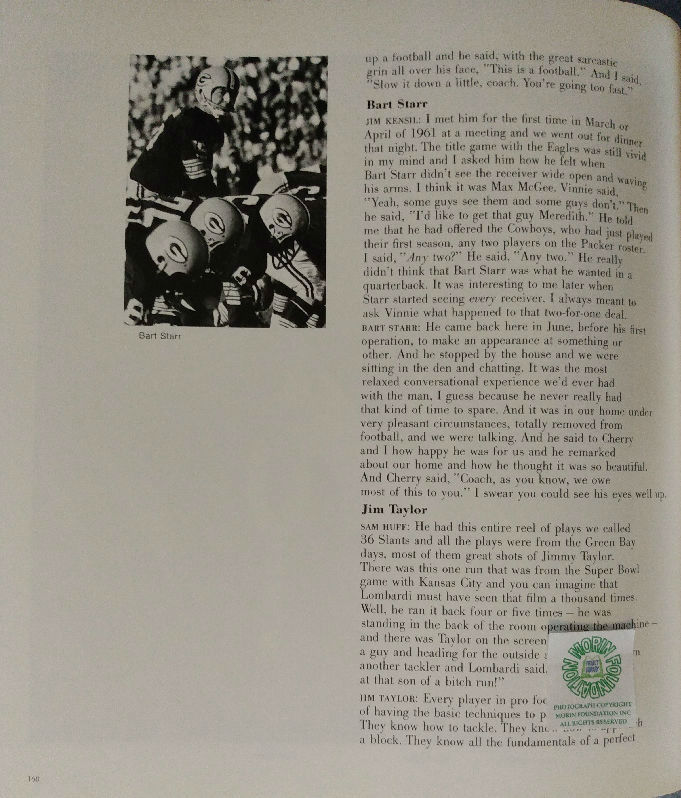 up a football and he said, with the great sarcastic
grin all over his face, "This is a football." And I said,
"Slow it down a little, coach. You're going too fast."
Bart Starr
JIM KENSIL: I met him for the first time in March or
April of 1961 at a meeting and we went out for dinner
that night. The title game with the Eagles was still vivid
in my mind and I asked him how he felt when
Bart Starr didn't see the receiver wide open and waving
his arms. I think it was Max McGee. Vinnie said,
"Yeah, some guys see them and some guys don't." Then
he said, "I'd like to get that guy Meredith." He told
me that he had offered the Cowboys, who had just played
their first season, any two players on the Packer roster.
I said, "Any two?" He said, "Any two." He really
didn't think that Bart Starr was what he wanted in a
quarterback. It was interesting to me later when
Starr started seeing every receiver. I always meant to
ask Vinnie what happened to that two-for-one deal.
BART STARR: He came back here in June, before his first
operation, to make an appearance at something or
other. And he stopped by the house and we were
sitting in the den and chatting. It was the most
relaxed conversational experience we'd ever had
with the man, I guess because he never really had
that kind of time to spare. And it was in our home under
very pleasant circumstances, totally removed from
football, and we were talking. And he said to Cherry
and I how happy he was for us and he remarked
about our home and how he thought it was so beautiful.
And Cherry said, "Coach, as you know, we owe
most of this to you." I swear you could see his eyes well up.
Jim Taylor
SAM HUFF: He had this entire reel of plays we called
36 Slants and all the plays were from the Green Bay
days, most of them great shots of Jimmy Taylor.
There was this one run that was from the Super Bowl
game with Kansas City and you can imagine that
Lombardi must have seen that film a thousand times.
Well, he ran it back four or five times – he was
standing in the back of the room operating the machine –
and there was Taylor on the screen
a guy and heading for the outside
another tackler and Lombardi said,
at that son of a bitch run!"
JIM TAYLOR: Every player in pro
of having the basic techniques to
They know how to tackle. They
a block. They know all the fundamentals of a perfect
Bart Starr
MORIN FOUNDATION
PROJECT
LIBRARY
PHOTOGRAPH COPYRIGHT
MORIN FOUNDATION INC
ALL RIGHTS RESERVED